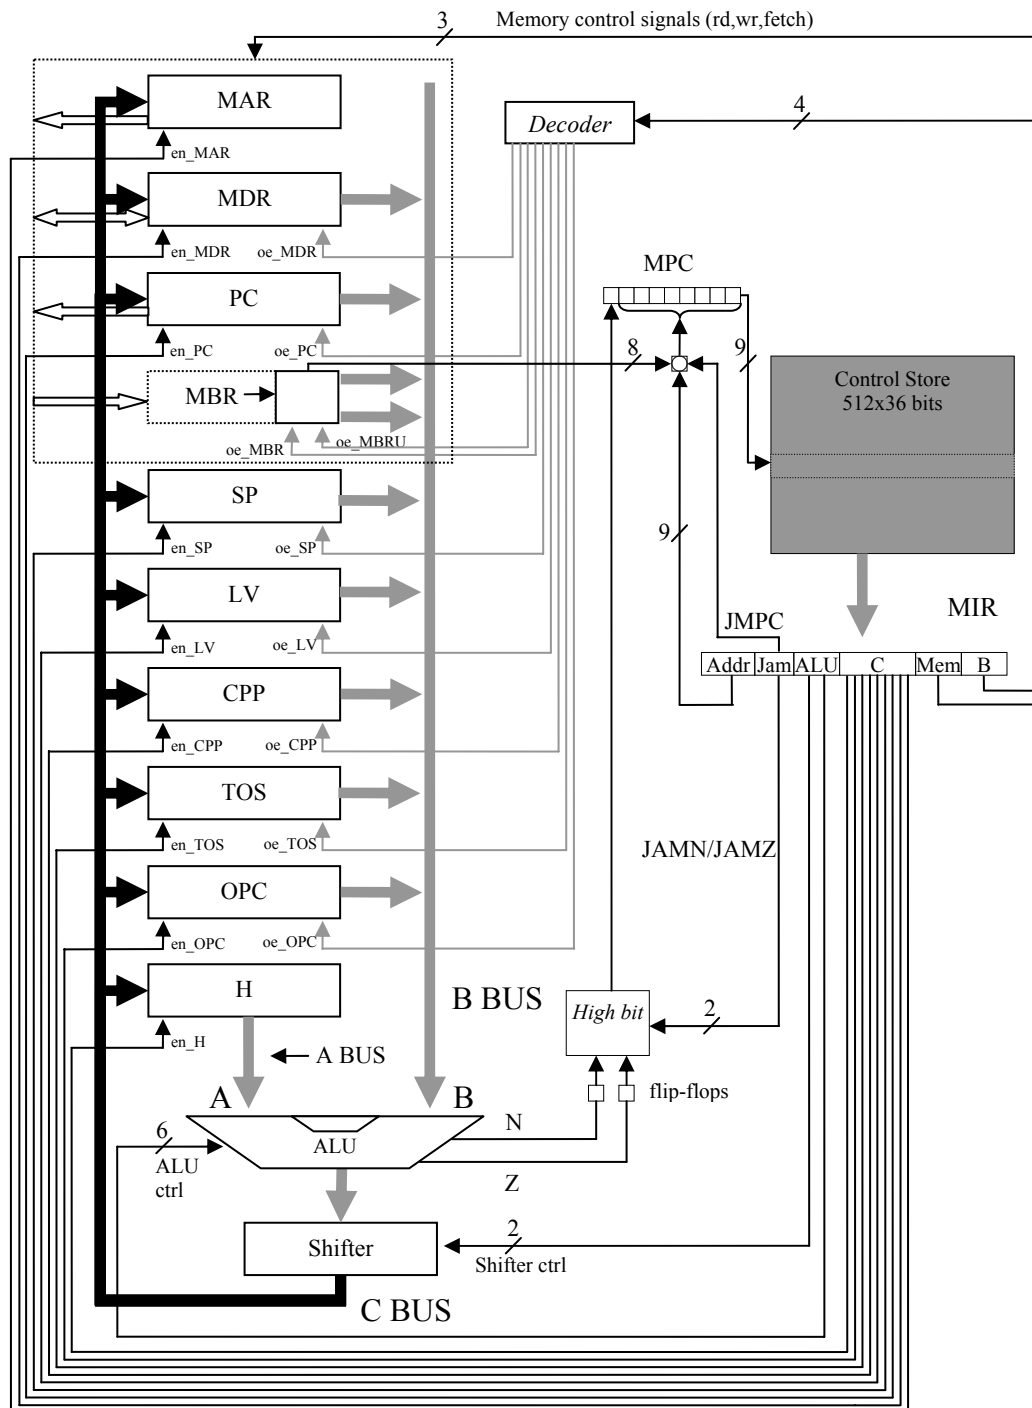 3
Memory control signals (rd,wr,fetch)
MAR
en_MAR
Decoder
4
MDR
en_MDR
oe_MDR
MPC
PC
en_PC
oe_PC
8
9
MBR
oe_MBR
oe_MBRU
Control Store
512x36 bits
SP
en_SP
oe_SP
9
LV
en_LV
oe_LV
MIR
JMPC
Addr
Jam
ALU
C
Mem
B
CPP
en_CPP
oe_CPP
TOS
en_TOS
oe_TOS
JAMN/JAMZ
OPC
en_OPC
oe_OPC
H
en_H
B BUS
High bit
2
A BUS
A
B
flip-flops
N
ALU
6
ALU
ctrl
Z
Shifter
2
Shifter ctrl
C BUS